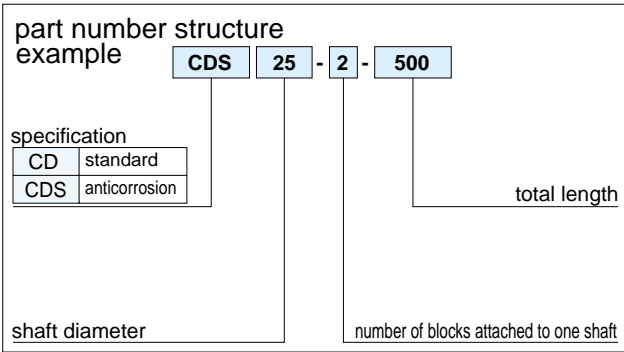 part number structure
example
CDS 25 - 2 - 500
specification
CD standard
CDS anticorrosion
total length
shaft diameter
number of blocks attached to one shaft